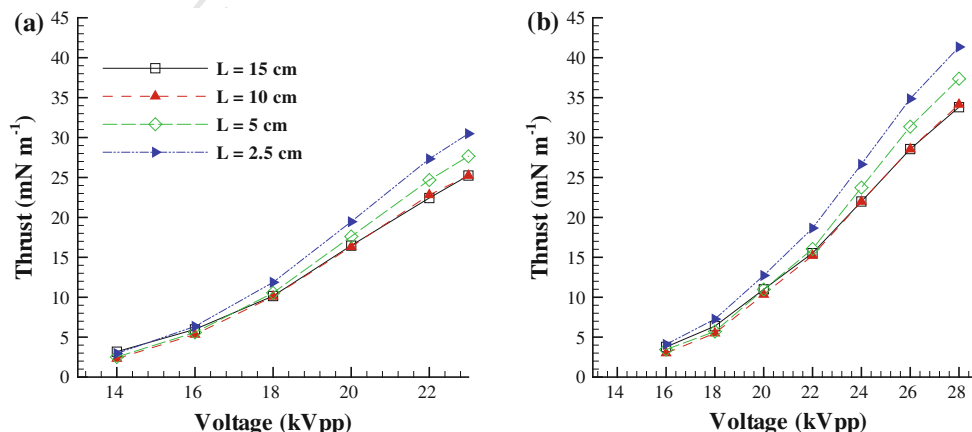 (a)
45
40
35
30
25
20
15
10
5
0
Thrust (mN m-1)
L = 15 cm
L = 10 cm
L = 5 cm
L = 2.5 cm
14 16 18 20 22
Voltage (kVpp)
(b)
45
40
35
30
25
20
15
10
5
0
Thrust (mN m-1)
14 16 18 20 22 24 26 28
Voltage (kVpp)